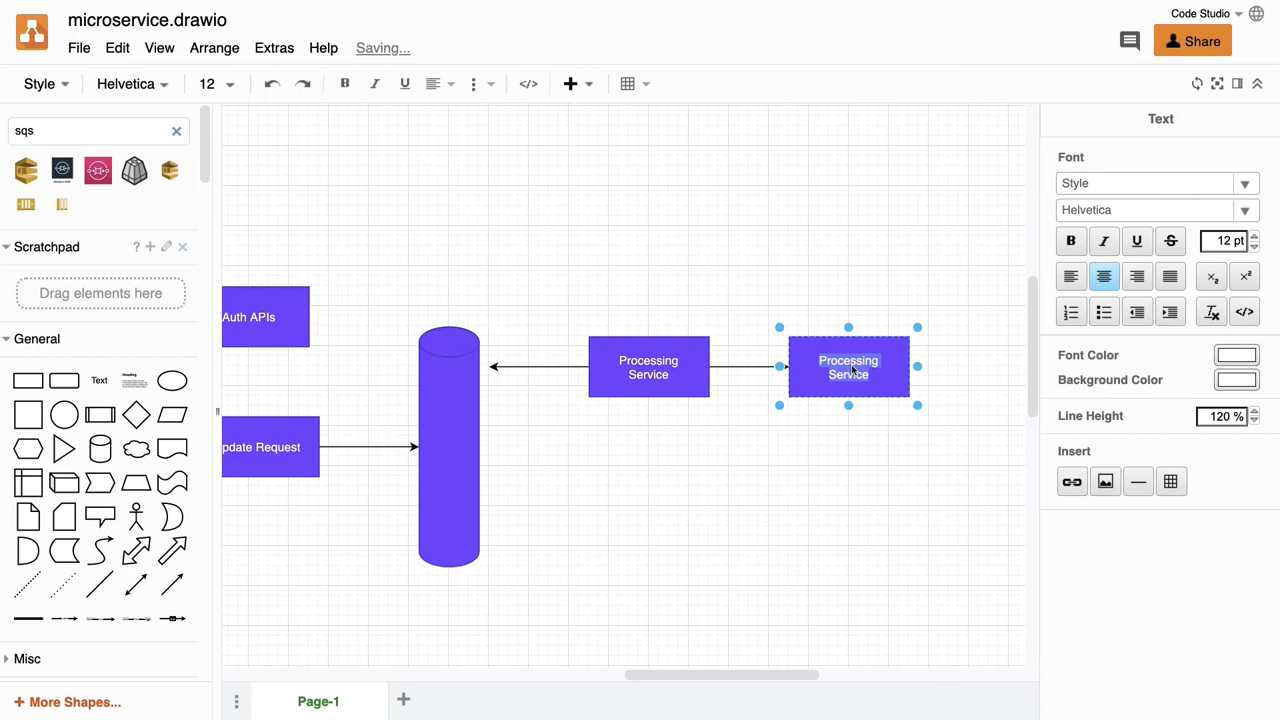 microservice.drawio
Code Studio
File Edit View Arrange Extras Help Saving...
Share
Style Helvetica 12 B I U </>
sqs
Scratchpad ?
Drag elements here
General
Text
Heading
Misc
+ More Shapes...
Auth APIs
pdate Request
Processing
Service
Processing
Service
Page-1
Text
Font
Style
Helvetica
B I U S 12 pt
</>
Font Color
Background Color
Line Height 120 %
Insert